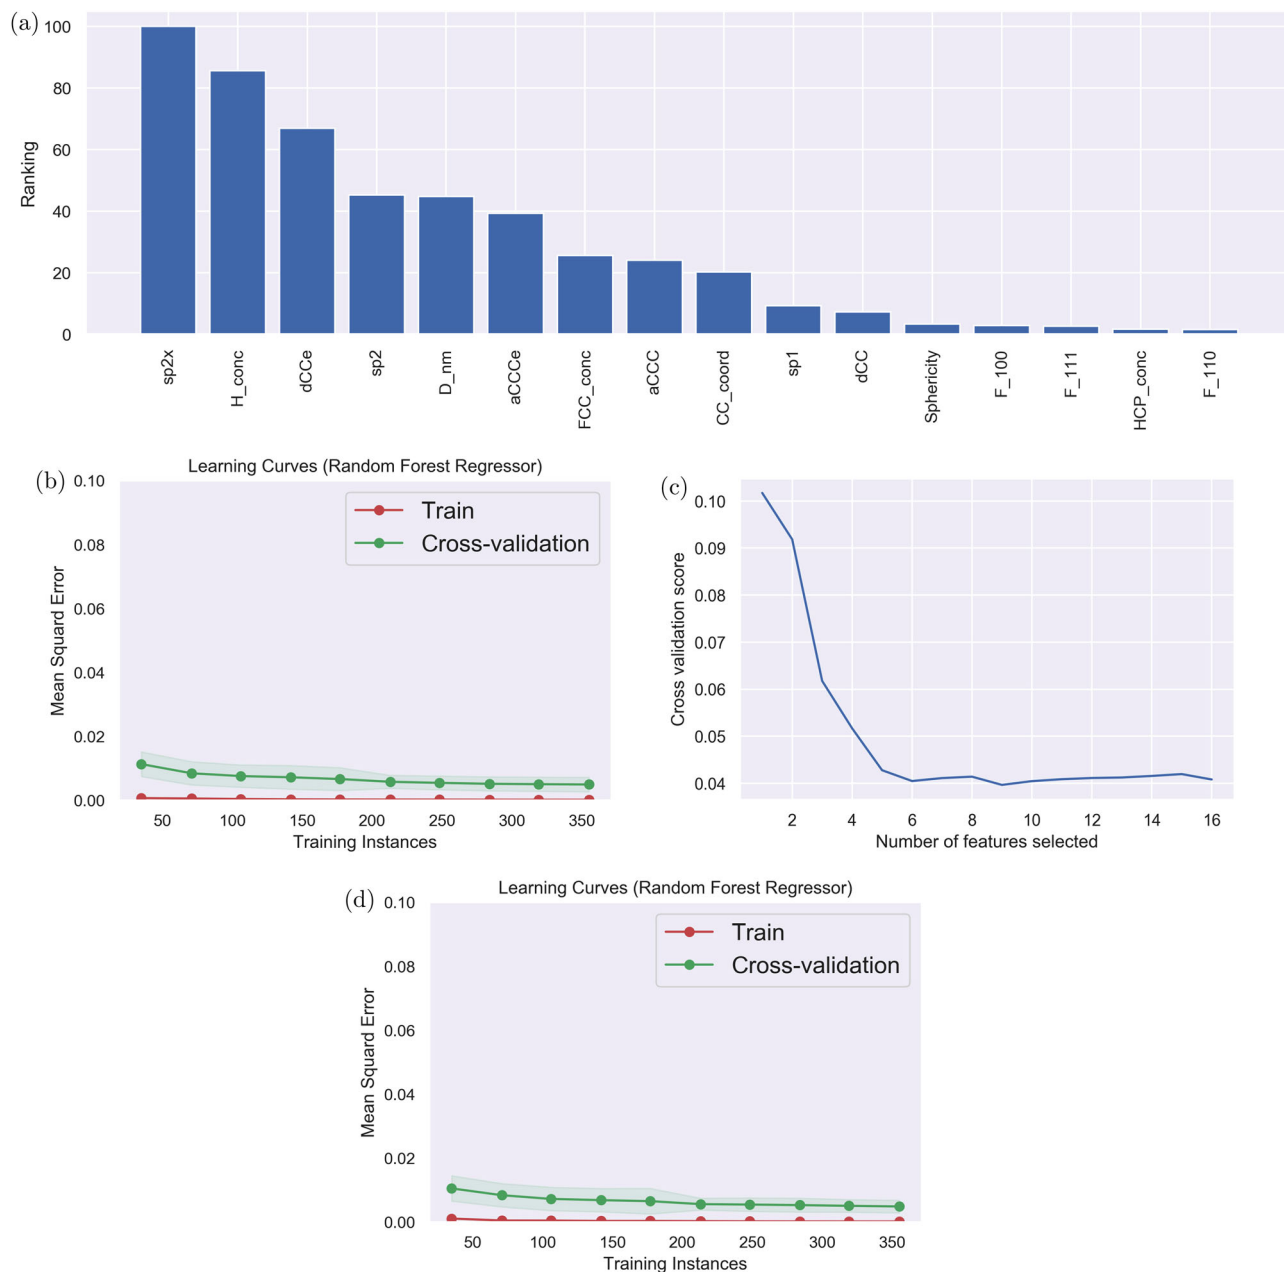 (a)
100
80
60
40
20
0
Ranking
sp2x
H_conc
dCCe
sp2
D_nm
aCCCe
FCC_conc
aCCC
CC_coord
sp1
dCC
Sphericity
F_100
F_111
HCP_conc
F_110
(b)
Learning Curves (Random Forest Regressor)
0.10
0.08
0.06
0.04
0.02
0.00
Mean Squard Error
Train
Cross-validation
50 100 150 200 250 300 350
Training Instances
(c)
0.10
0.09
0.08
0.07
0.06
0.05
0.04
Cross validation score
2 4 6 8 10 12 14 16
Number of features selected
(d)
Learning Curves (Random Forest Regressor)
0.10
0.08
0.06
0.04
0.02
0.00
Mean Squard Error
Train
Cross-validation
50 100 150 200 250 300 350
Training Instances